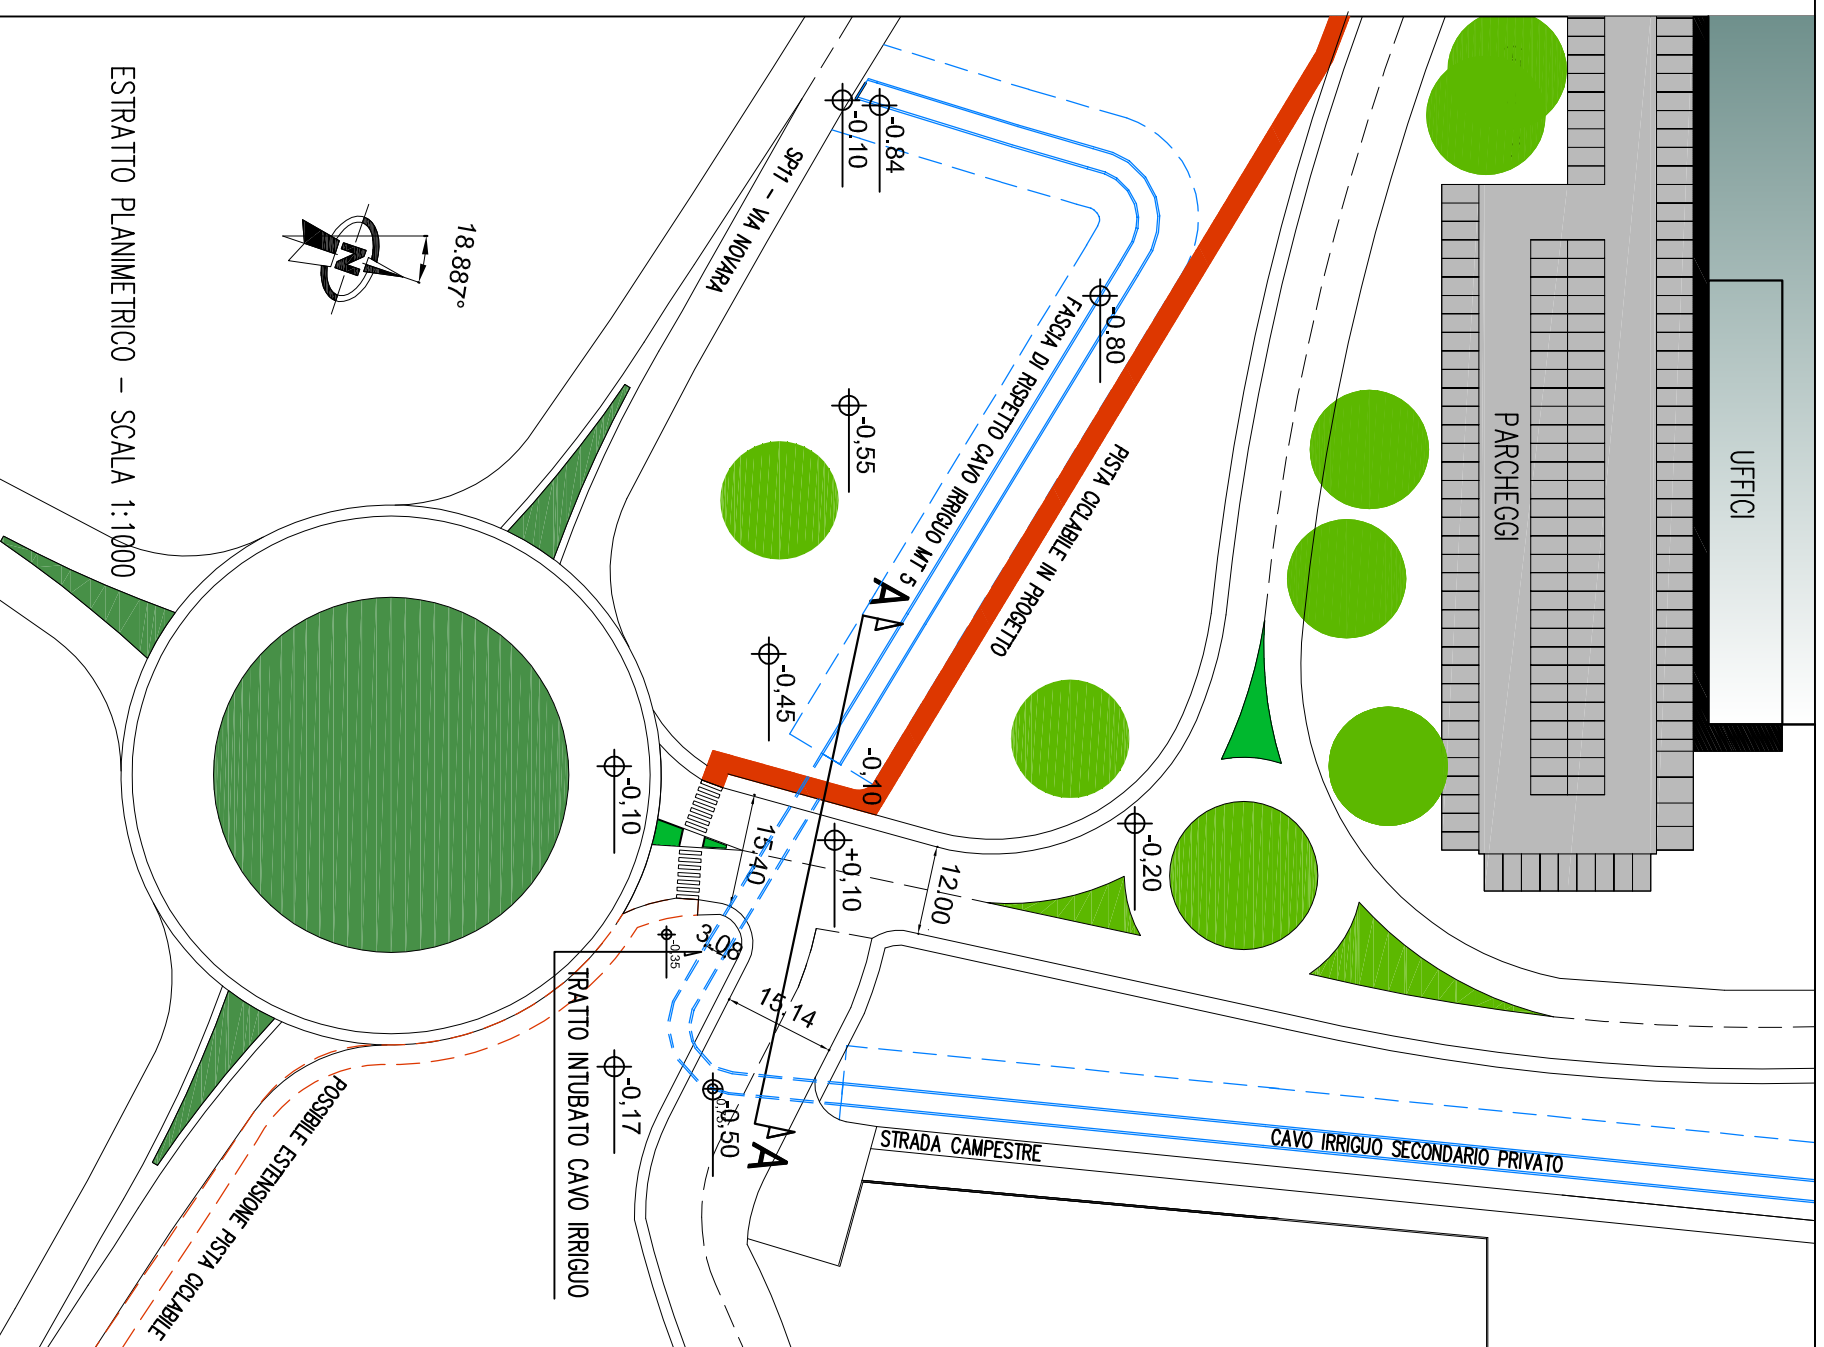 UFFICI
PARCHEGGI
-0.84
-0.10
SP11 - VIA NOVARA
18.887°
N
ESTRATTO PLANIMETRICO - SCALA 1:1000
-0.80
FASCIA DI RISPETTO CAVO IRRIGUO MT 5
PISTA CICLABILE IN PROGETTO
-0,55
A
-0,45
-0,10
-0,10
15.40
+0,10
12.00
-0,20
3.08
-0,35
15,14
TRATTO INTUBATO CAVO IRRIGUO
-0,17
-0,50
A
STRADA CAMPESTRE
CAVO IRRIGUO SECONDARIO PRIVATO
POSSIBILE ESTENSIONE PISTA CICLABILE